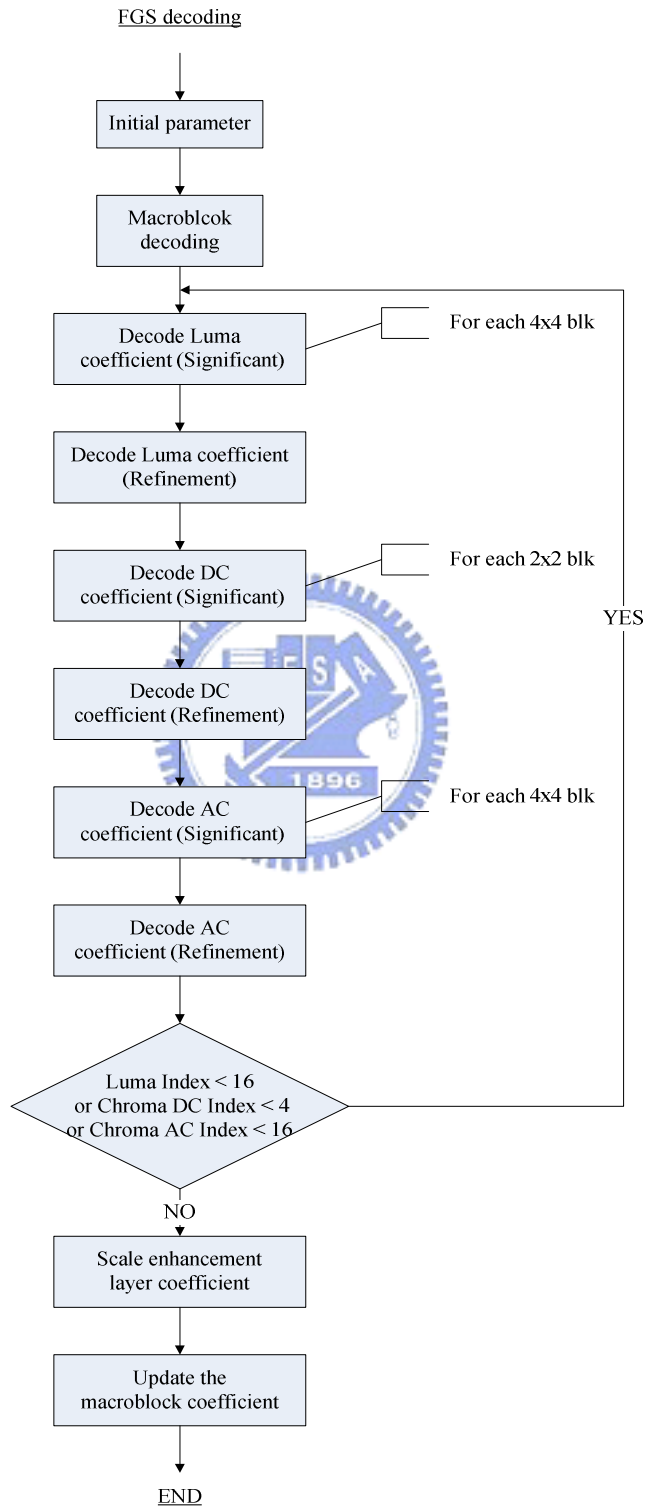 FGS decoding
Initial parameter
Macroblcok
decoding
Decode Luma
coefficient (Significant)
For each 4x4 blk
Decode Luma coefficient
(Refinement)
Decode DC
coefficient (Significant)
For each 2x2 blk
YES
E S A
Decode DC
coefficient (Refinement)
1896
Decode AC
coefficient (Significant)
For each 4x4 blk
Decode AC
coefficient (Refinement)
Luma Index < 16
or Chroma DC Index < 4
or Chroma AC Index < 16
NO
Scale enhancement
layer coefficient
Update the
macroblock coefficient
END